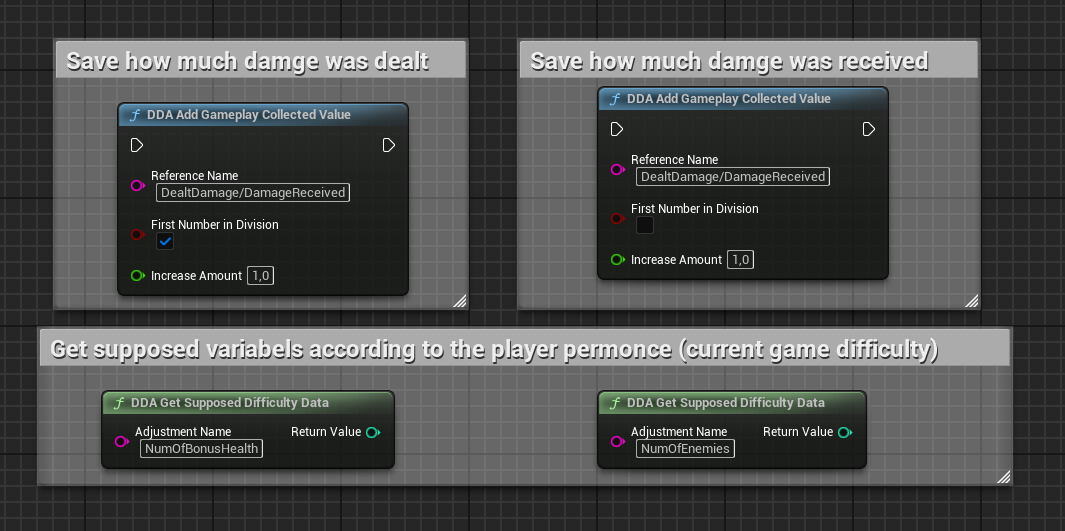 Save how much damge was dealt
DDA Add Gameplay Collected Value
Reference Name
DealtDamage/DamageReceived
First Number in Division
Increase Amount 1,0
Save how much damge was received
DDA Add Gameplay Collected Value
Reference Name
DealtDamage/DamageReceived
First Number in Division
Increase Amount 1,0
Get supposed variabels according to the player permonce (current game difficulty)
DDA Get Supposed Difficulty Data
Adjustment Name Return Value
NumOfBonusHealth
DDA Get Supposed Difficulty Data
Adjustment Name Return Value
NumOfEnemies